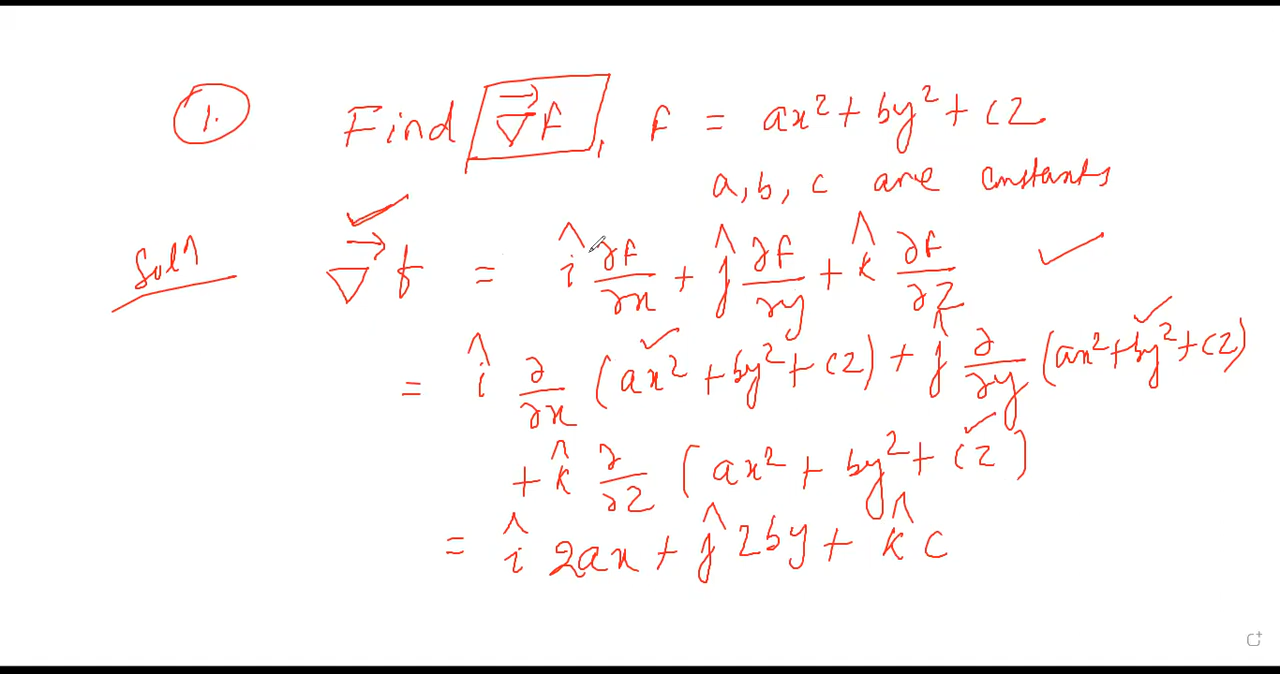 1. Find ∇⃗f, f = ax² + by² + cz
a, b, c are constants
Solⁿ ∇⃗f = î ∂f/∂x + ĵ ∂f/∂y + k̂ ∂f/∂z
= î ∂/∂x (ax² + by² + cz) + ĵ ∂/∂y (ax² + by² + cz)
+ k̂ ∂/∂z (ax² + by² + cz)
= î 2ax + ĵ 2by + k̂ c